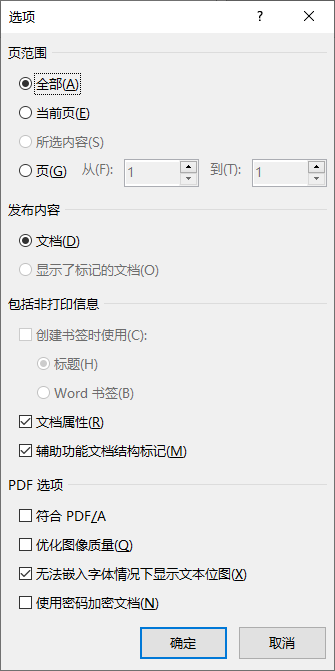 选项 ?
页范围
全部(A)
当前页(E)
所选内容(S)
页(G) 从(F): 1 到(T): 1
发布内容
文档(D)
显示了标记的文档(O)
包括非打印信息
创建书签时使用(C):
标题(H)
Word 书签(B)
文档属性(R)
辅助功能文档结构标记(M)
PDF 选项
符合 PDF/A
优化图像质量(Q)
无法嵌入字体情况下显示文本位图(X)
使用密码加密文档(N)
确定 取消